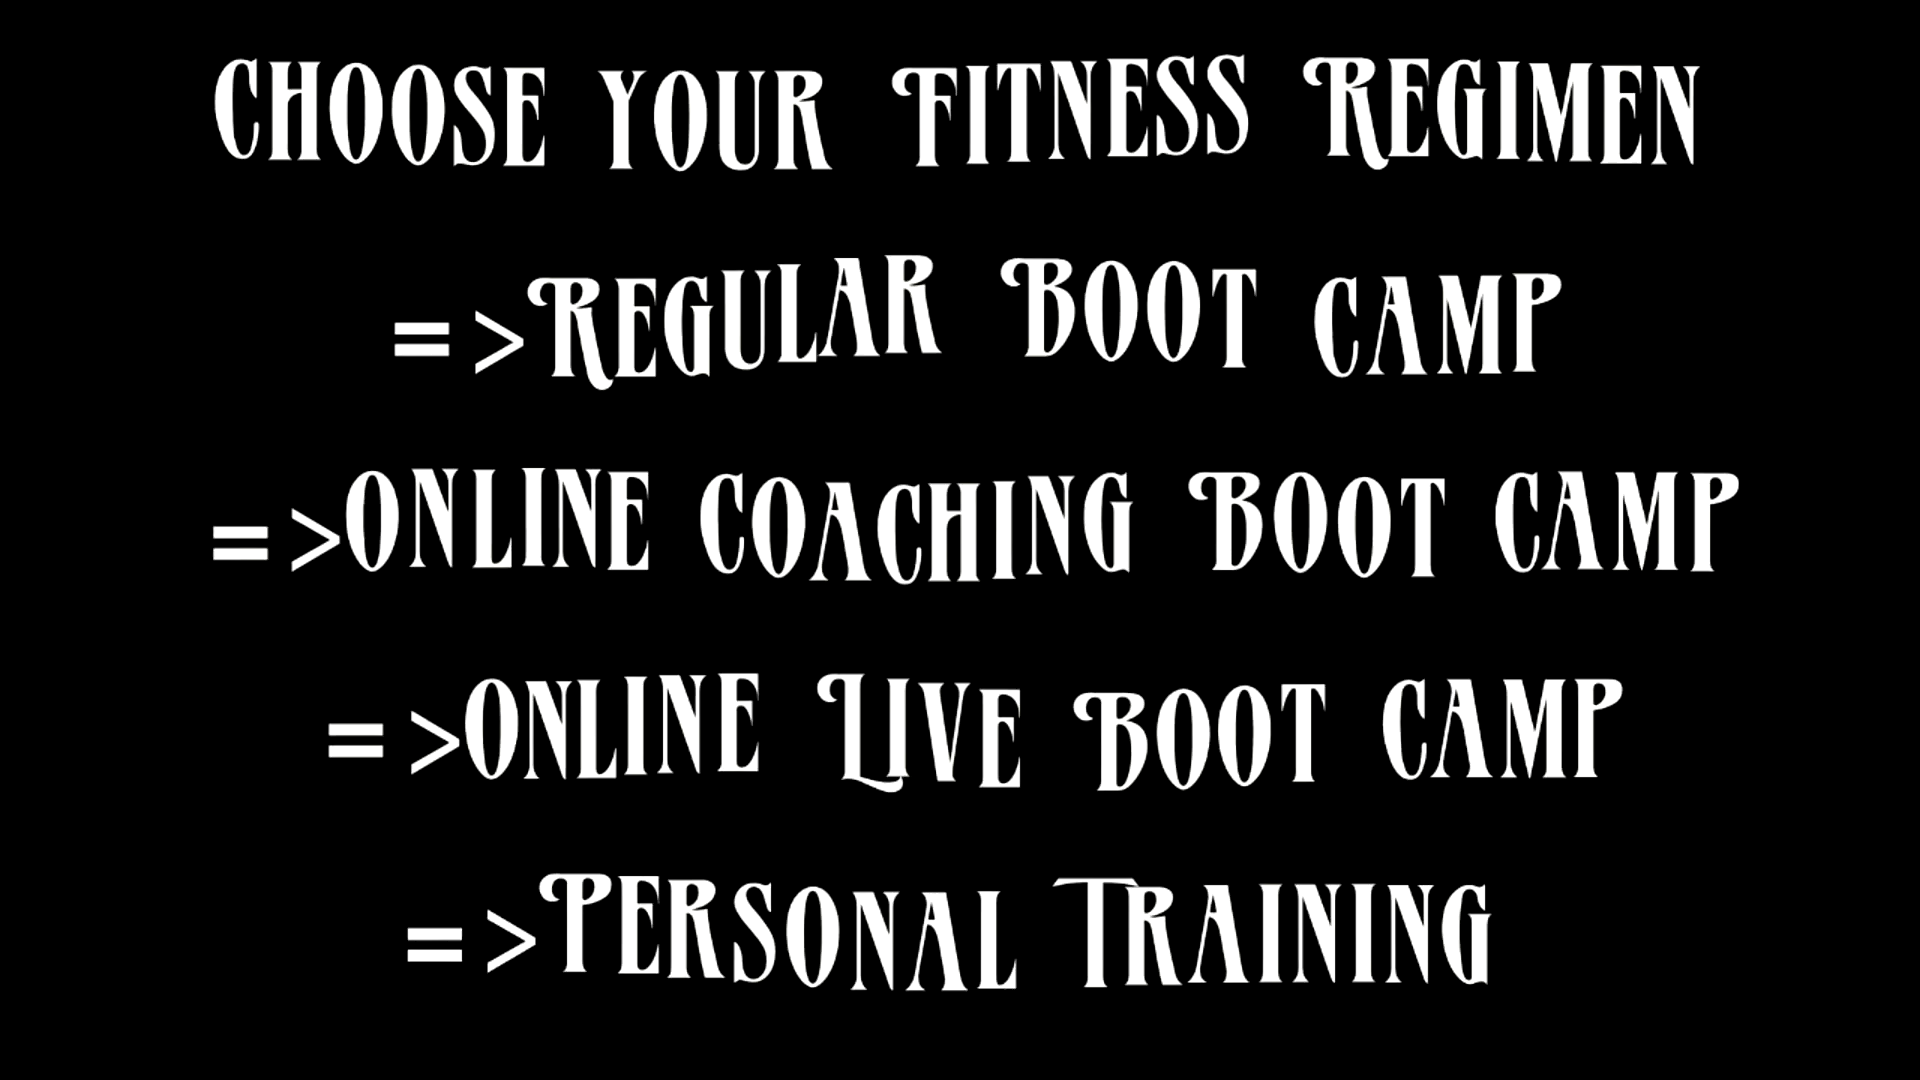 Choose your Fitness Regimen
=>Regular Boot camp
=>Online coaching Boot camp
=>Online Live Boot camp
=>Personal Training